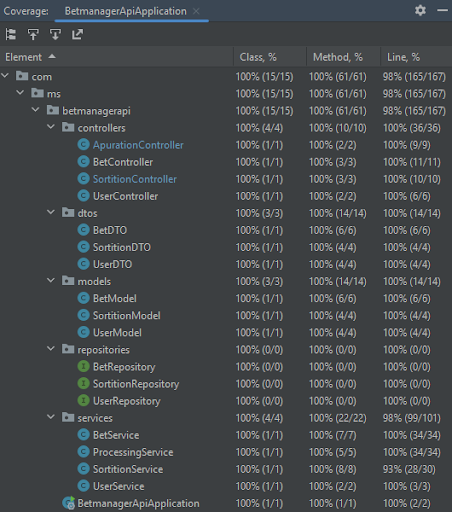 Coverage: BetmanagerApiApplication
Element Class, % Method, % Line, %
com 100% (15/15) 100% (61/61) 98% (165/167)
ms 100% (15/15) 100% (61/61) 98% (165/167)
betmanagerapi 100% (15/15) 100% (61/61) 98% (165/167)
controllers 100% (4/4) 100% (10/10) 100% (36/36)
ApurationController 100% (1/1) 100% (2/2) 100% (9/9)
BetController 100% (1/1) 100% (3/3) 100% (11/11)
SortitionController 100% (1/1) 100% (3/3) 100% (10/10)
UserController 100% (1/1) 100% (2/2) 100% (6/6)
dtos 100% (3/3) 100% (14/14) 100% (14/14)
BetDTO 100% (1/1) 100% (6/6) 100% (6/6)
SortitionDTO 100% (1/1) 100% (4/4) 100% (4/4)
UserDTO 100% (1/1) 100% (4/4) 100% (4/4)
models 100% (3/3) 100% (14/14) 100% (14/14)
BetModel 100% (1/1) 100% (6/6) 100% (6/6)
SortitionModel 100% (1/1) 100% (4/4) 100% (4/4)
UserModel 100% (1/1) 100% (4/4) 100% (4/4)
repositories 100% (0/0) 100% (0/0) 100% (0/0)
BetRepository 100% (0/0) 100% (0/0) 100% (0/0)
SortitionRepository 100% (0/0) 100% (0/0) 100% (0/0)
UserRepository 100% (0/0) 100% (0/0) 100% (0/0)
services 100% (4/4) 100% (22/22) 98% (99/101)
BetService 100% (1/1) 100% (7/7) 100% (34/34)
ProcessingService 100% (1/1) 100% (5/5) 100% (34/34)
SortitionService 100% (1/1) 100% (8/8) 93% (28/30)
UserService 100% (1/1) 100% (2/2) 100% (3/3)
BetmanagerApiApplication 100% (1/1) 100% (1/1) 100% (2/2)